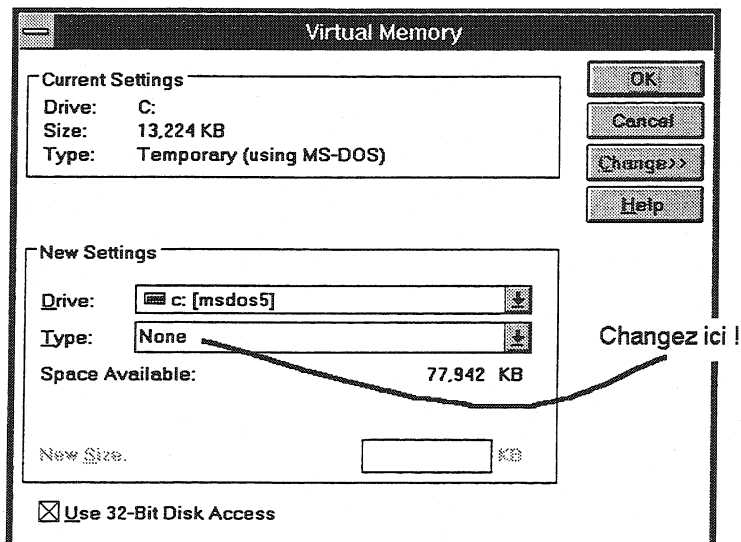 Virtual Memory
Current Settings
Drive: C:
Size: 13,224 KB
Type: Temporary (using MS-DOS)
OK
Cancel
Change>>
Help
New Settings
Drive: c: [msdos5]
Type: None
Changez ici !
Space Available: 77,942 KB
New Size. KB
Use 32-Bit Disk Access